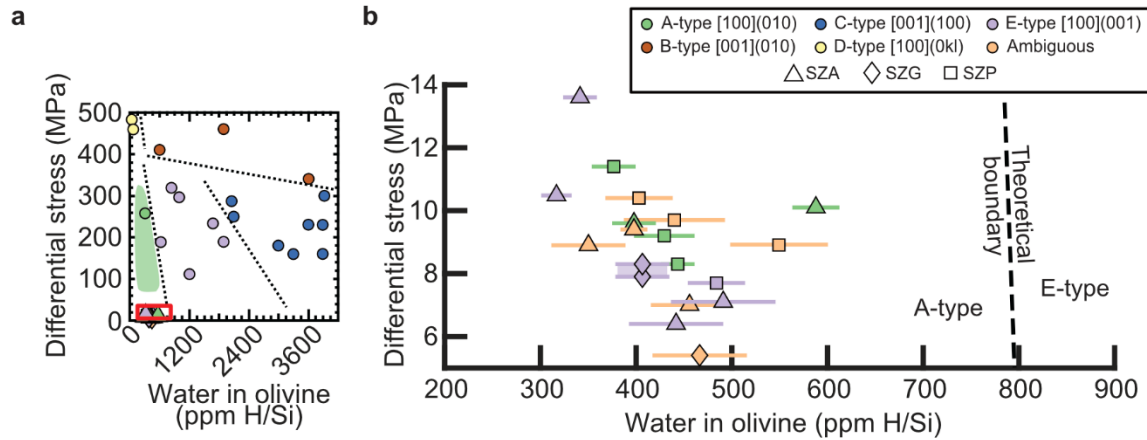 a
b
A-type [100](010)
C-type [001](100)
E-type [100](001)
B-type [001](010)
D-type [100](0kl)
Ambiguous
SZA
SZG
SZP
Differential stress (MPa)
500
400
300
200
100
0
0
1200
2400
3600
Water in olivine
(ppm H/Si)
Differential stress (MPa)
14
12
10
8
6
200
300
400
500
600
700
800
900
Water in olivine (ppm H/Si)
Theoretical
boundary
A-type
E-type